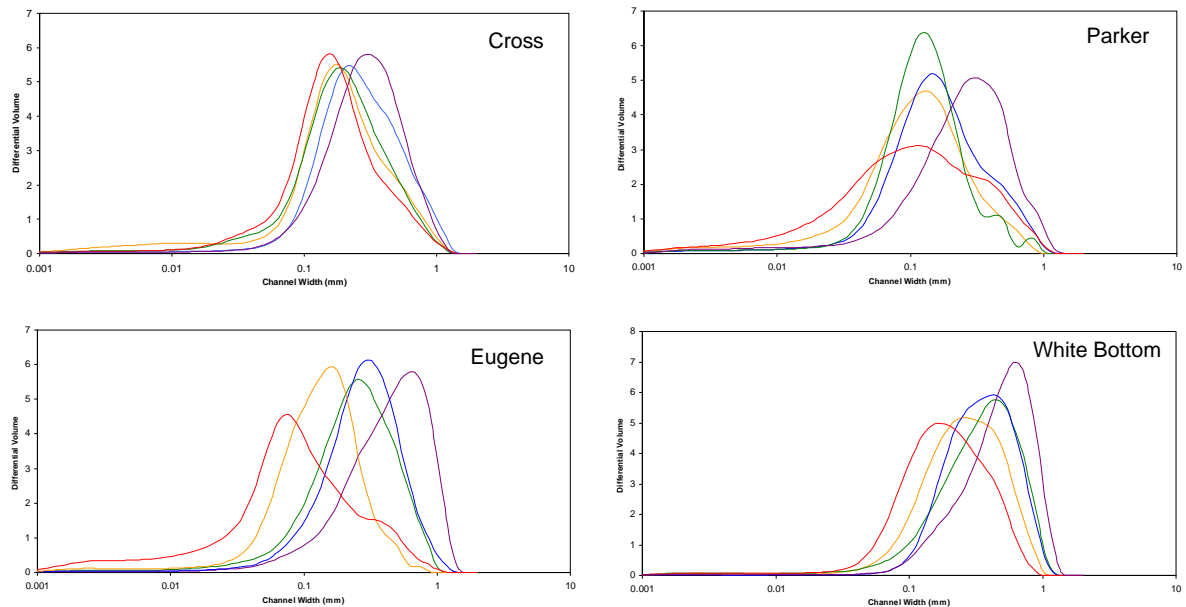 7
Cross
6
5
4
Differential Volume
3
2
1
0
0.001 0.01 0.1 1 10
Channel Width (mm)
7
Parker
6
5
4
Differential Volume
3
2
1
0
0.001 0.01 0.1 1 10
Channel Width (mm)
7
Eugene
6
5
4
Differential Volume
3
2
1
0
0.001 0.01 0.1 1 10
Channel Width (mm)
8
White Bottom
7
6
5
4
Differential Volume
3
2
1
0
0.001 0.01 0.1 1 10
Channel Width (mm)